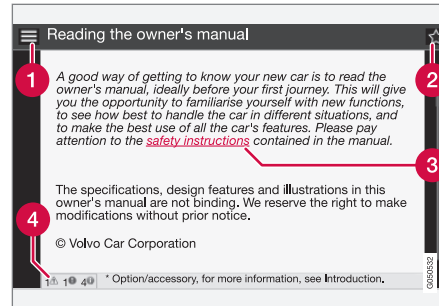 Reading the owner's manual
1
2
A good way of getting to know your new car is to read the
owner's manual, ideally before your first journey. This will give
you the opportunity to familiarise yourself with new functions,
to see how best to handle the car in different situations, and
to make the best use of all the car's features. Please pay
attention to the safety instructions contained in the manual.
3
The specifications, design features and illustrations in this
owner's manual are not binding. We reserve the right to make
modifications without prior notice.
4
© Volvo Car Corporation
1 1 4 * Option/accessory, for more information, see Introduction.
G050532